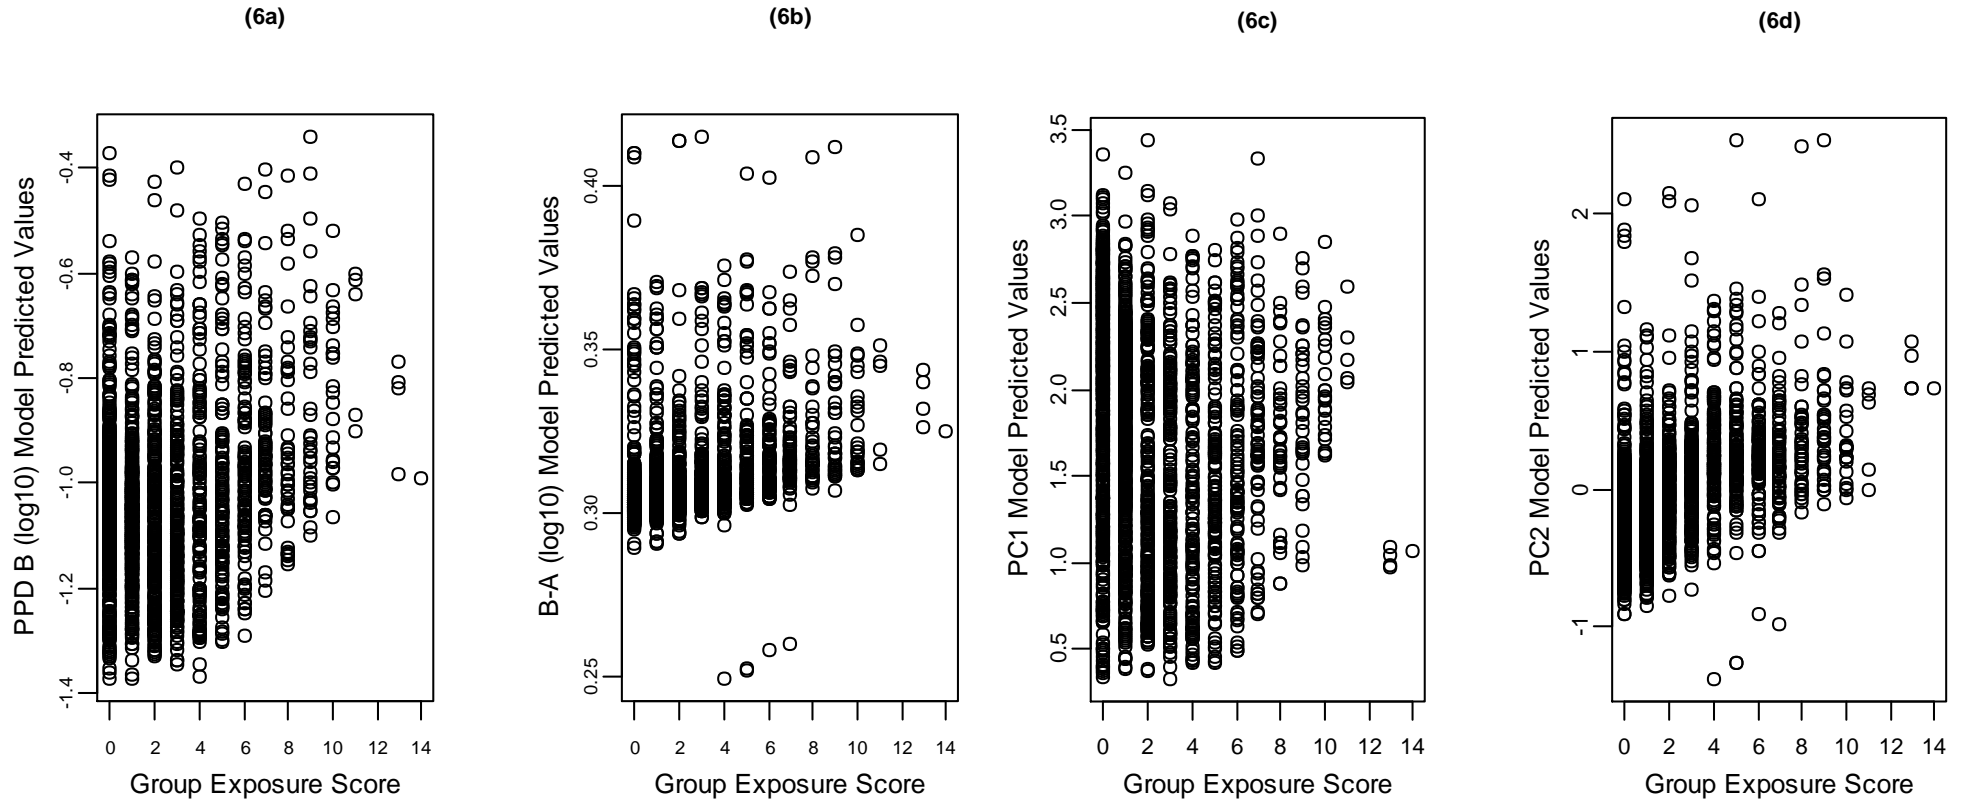 (6a)
PPD B (log10) Model Predicted Values
-0.4
-0.6
-0.8
-1.0
-1.2
-1.4
0 2 4 6 8 10 12 14
Group Exposure Score
(6b)
B-A (log10) Model Predicted Values
0.40
0.35
0.30
0.25
0 2 4 6 8 10 12 14
Group Exposure Score
(6c)
PC1 Model Predicted Values
3.5
3.0
2.5
2.0
1.5
1.0
0.5
0 2 4 6 8 10 12 14
Group Exposure Score
(6d)
PC2 Model Predicted Values
2
1
0
-1
0 2 4 6 8 10 12 14
Group Exposure Score